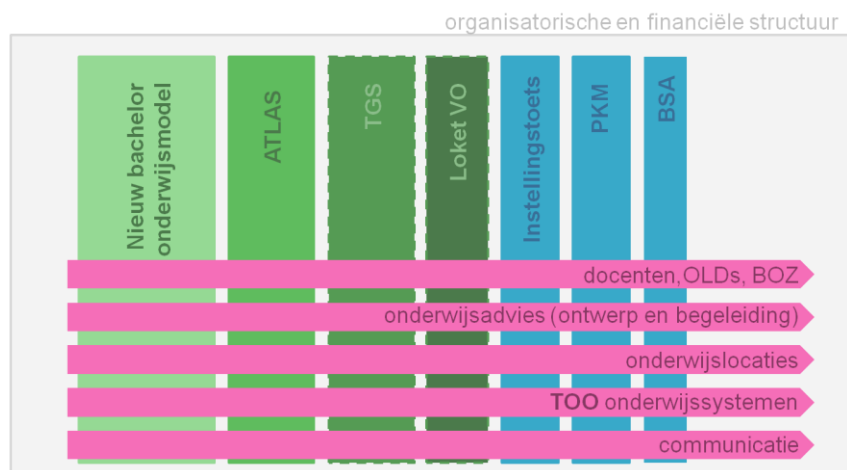 organisatorische en financiële structuur
Nieuw bachelor
onderwijsmodel
ATLAS
TGS
Loket VO
Instellingstoets
PKM
BSA
docenten,OLDs, BOZ
onderwijsadvies (ontwerp en begeleiding)
onderwijslocaties
TOO onderwijssystemen
communicatie